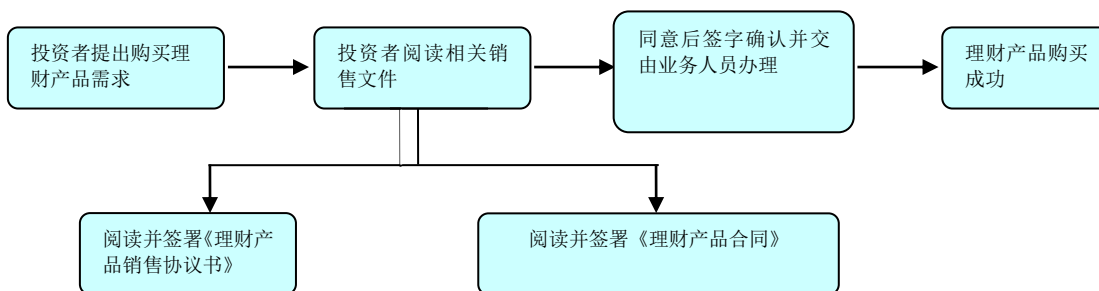 投资者提出购买理
财产品需求
投资者阅读相关销
售文件
同意后签字确认并交
由业务人员办理
理财产品购买
成功
阅读并签署《理财产
品销售协议书》
阅读并签署《理财产品合同》